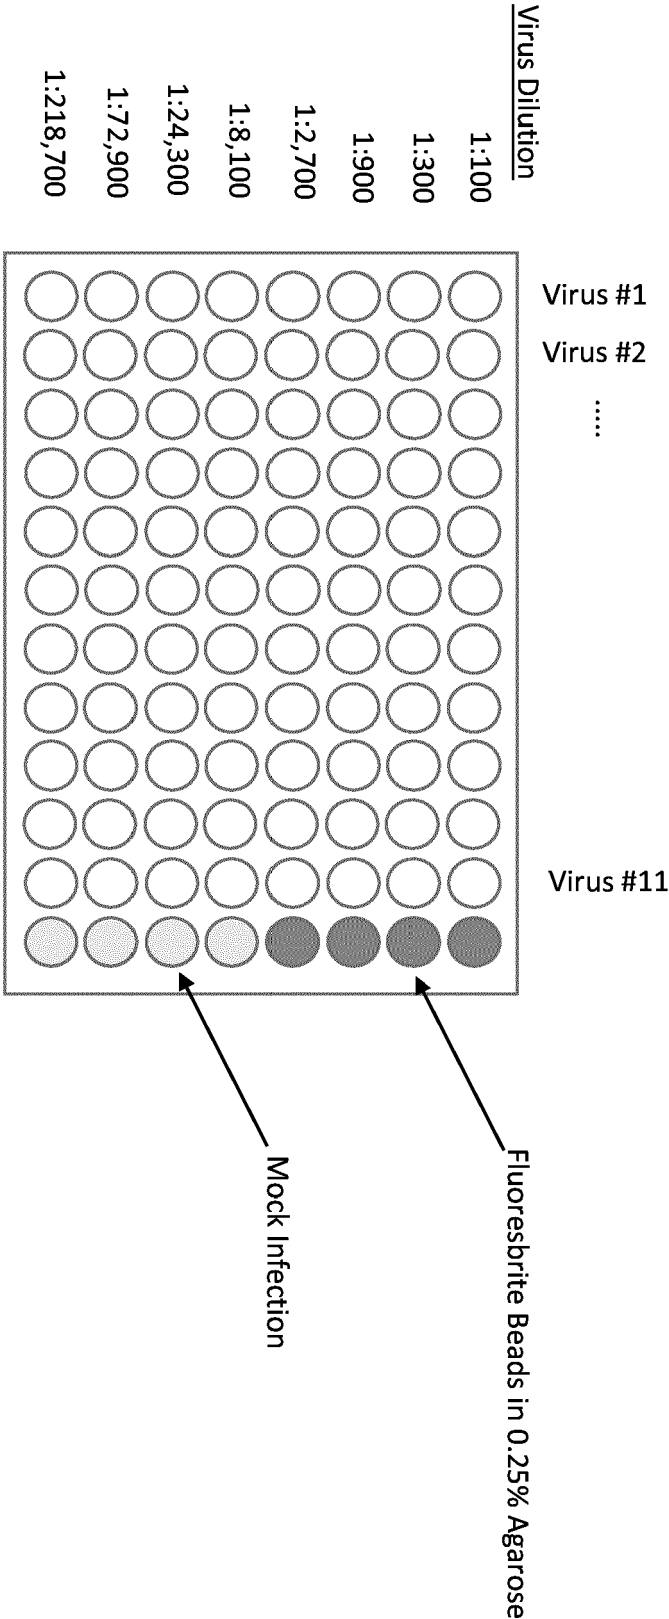 Virus Dilution
1:100
1:300
1:900
1:2,700
1:8,100
1:24,300
1:72,900
1:218,700
Virus #1
Virus #2
.....
Virus #11
Fluoresbrite Beads in 0.25% Agarose
Mock Infection